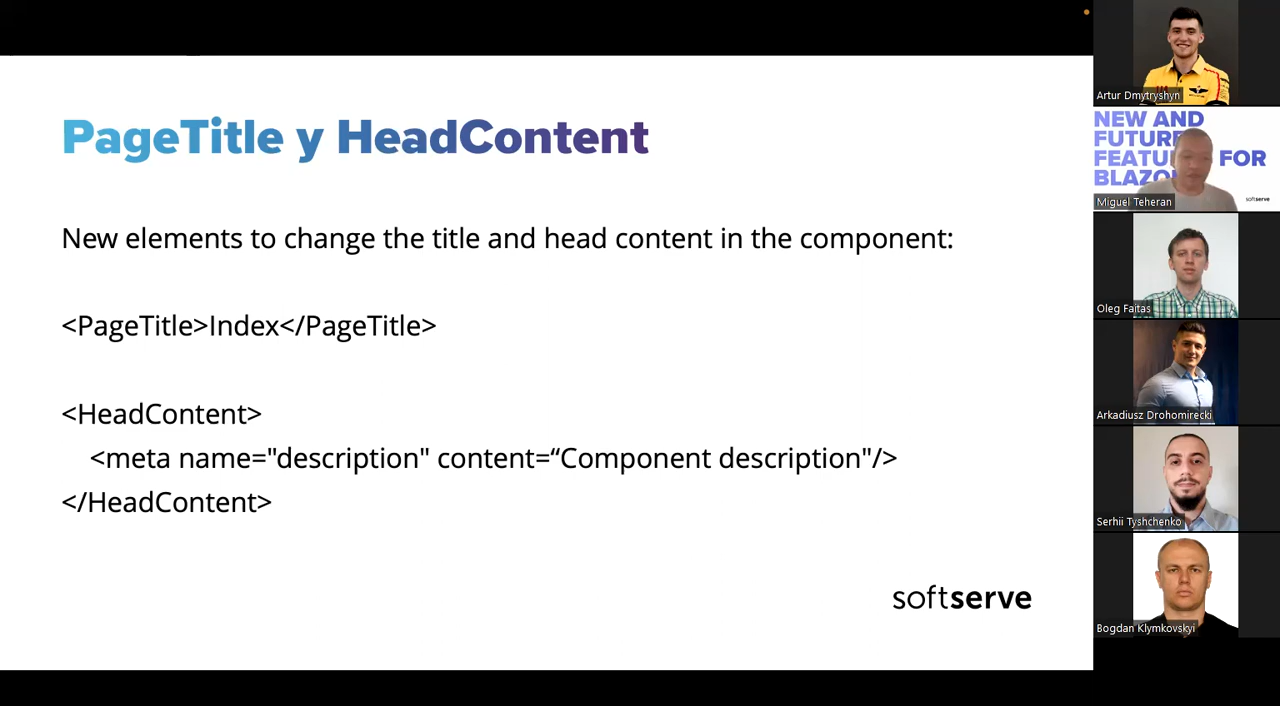 PageTitle y HeadContent
New elements to change the title and head content in the component:
<PageTitle>Index</PageTitle>
<HeadContent>
<meta name="description" content=“Component description"/>
</HeadContent>
softserve
Artur Dmytryshyn
NEW AND
FUTURE
FEATU FOR
BLAZO
softserve
Miguel Teheran
Oleg Faitas
Arkadiusz Drohomirecki
Serhii Tyshchenko
Bogdan Klymkovskyi